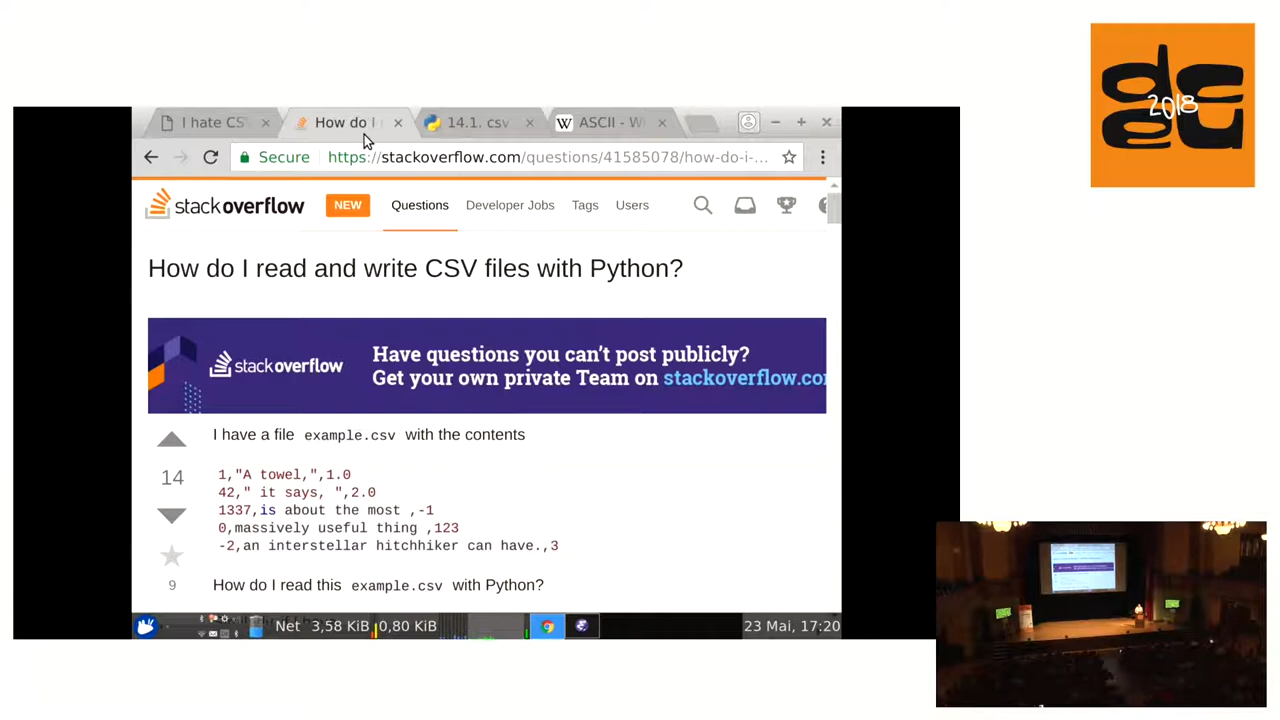 I hate CS
How do I
14.1. csv
ASCII - Wi
Secure
https://stackoverflow.com/questions/41585078/how-do-i-...
stackoverflow
NEW
Questions
Developer Jobs
Tags
Users
How do I read and write CSV files with Python?
stackoverflow
Have questions you can't post publicly?
Get your own private Team on stackoverflow.co
I have a file example.csv with the contents
14
1,"A towel,",1.0
42," it says, ",2.0
1337,is about the most ,-1
0,massively useful thing ,123
-2,an interstellar hitchhiker can have.,3
9
How do I read this example.csv with Python?
Net 3,58 KiB 0,80 KiB
23 Mai, 17:20
2018